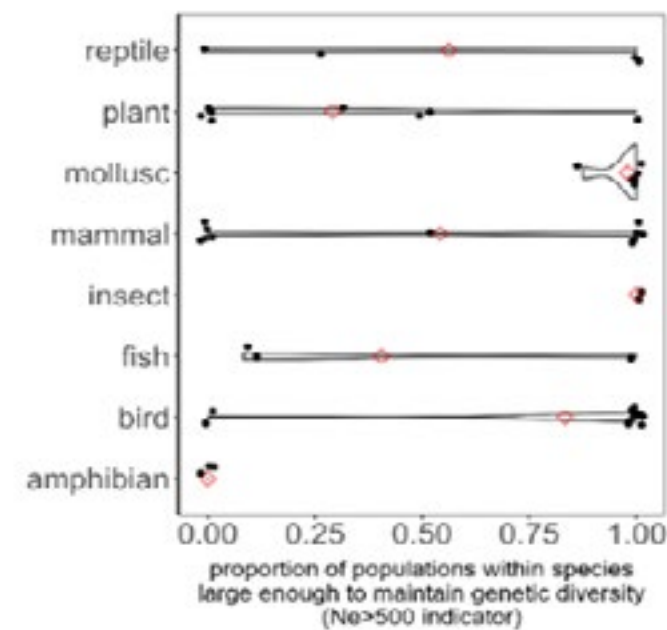 reptile
plant
mollusc
mammal
insect
fish
bird
amphibian
0.00 0.25 0.50 0.75 1.00
proportion of populations within species
large enough to maintain genetic diversity
(Ne>500 indicator)